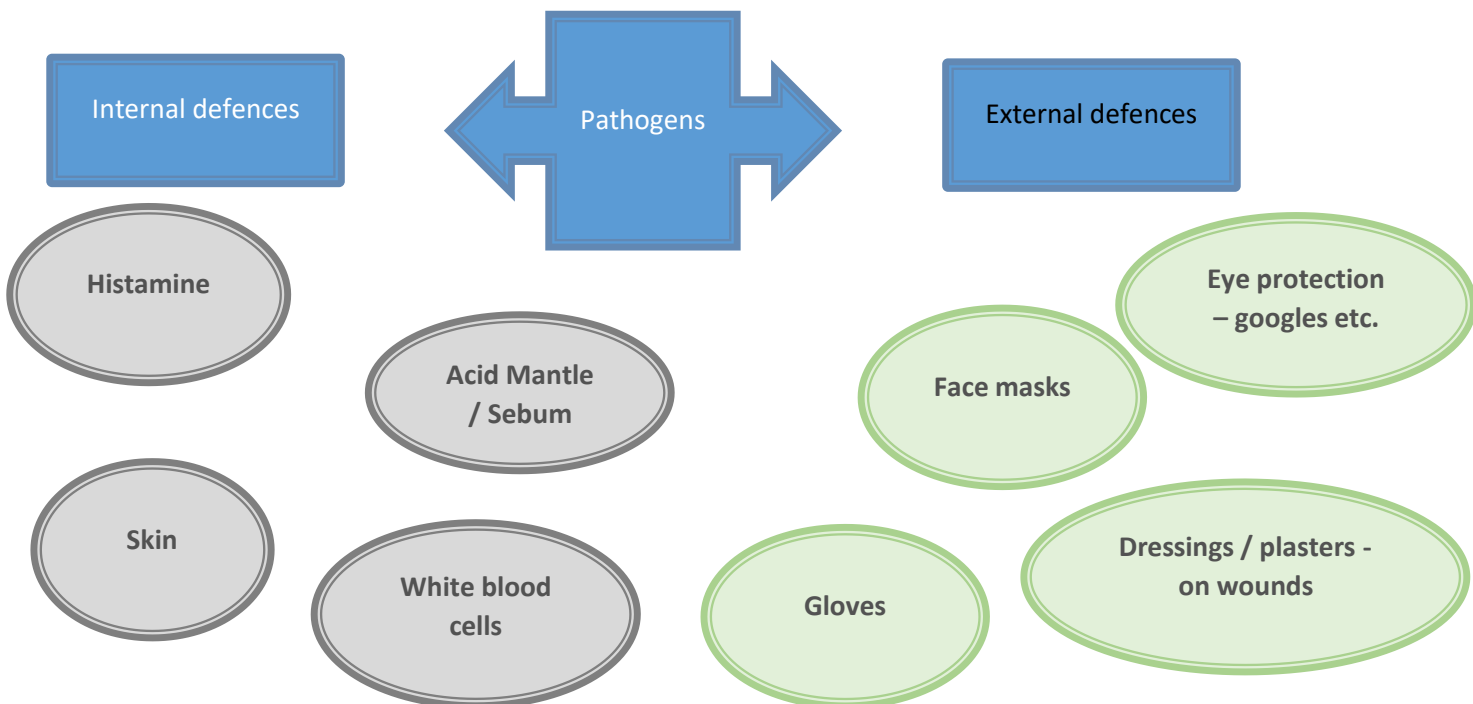 Internal defences
Pathogens
External defences
Histamine
Acid Mantle
/ Sebum
Skin
White blood
cells
Eye protection
– googles etc.
Face masks
Dressings / plasters -
on wounds
Gloves